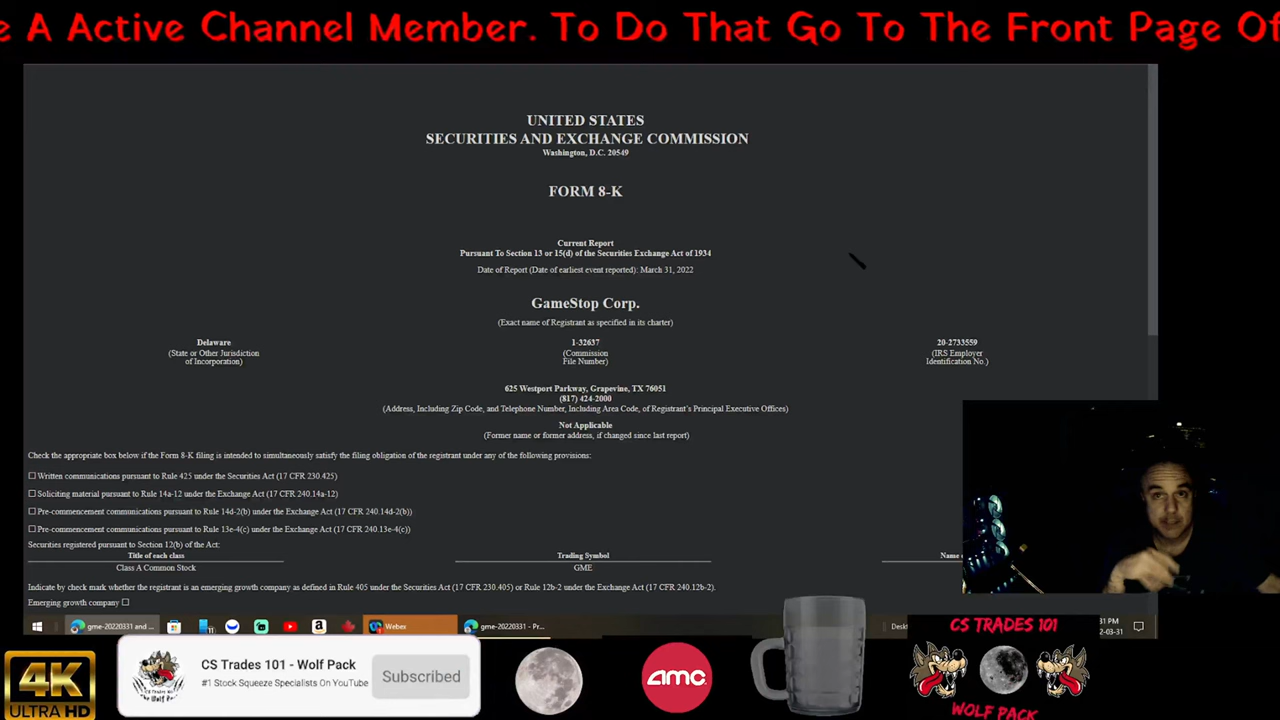 e A Active Channel Member. To Do That Go To The Front Page Of
UNITED STATES
SECURITIES AND EXCHANGE COMMISSION
Washington, D.C. 20549
FORM 8-K
Current Report
Pursuant To Section 13 or 15(d) of the Securities Exchange Act of 1934
Date of Report (Date of earliest event reported): March 31, 2022
GameStop Corp.
(Exact name of Registrant as specified in its charter)
Delaware 1-32637 20-2733559
(State or Other Jurisdiction (Commission (IRS Employer
of Incorporation) File Number) Identification No.)
625 Westport Parkway, Grapevine, TX 76051
(817) 424-2000
(Address, Including Zip Code, and Telephone Number, Including Area Code, of Registrant's Principal Executive Offices)
Not Applicable
(Former name or former address, if changed since last report)
Check the appropriate box below if the Form 8-K filing is intended to simultaneously satisfy the filing obligation of the registrant under any of the following provisions:
☐ Written communications pursuant to Rule 425 under the Securities Act (17 CFR 230.425)
☐ Soliciting material pursuant to Rule 14a-12 under the Exchange Act (17 CFR 240.14a-12)
☐ Pre-commencement communications pursuant to Rule 14d-2(b) under the Exchange Act (17 CFR 240.14d-2(b))
☐ Pre-commencement communications pursuant to Rule 13e-4(c) under the Exchange Act (17 CFR 240.13e-4(c))
Securities registered pursuant to Section 12(b) of the Act:
Title of each class Trading Symbol Name
Class A Common Stock GME
Indicate by check mark whether the registrant is an emerging growth company as defined in Rule 405 under the Securities Act (17 CFR 230.405) or Rule 12b-2 under the Exchange Act (17 CFR 240.12b-2).
Emerging growth company ☐
gme-20220331 and ... Webex gme-20220331 - Pr... Desk
31 PM
2-03-31
4K
ULTRA HD
CS Trades 101 - Wolf Pack
#1 Stock Squeeze Specialists On YouTube
Subscribed
amc
CS TRADES 101
WOLF PACK